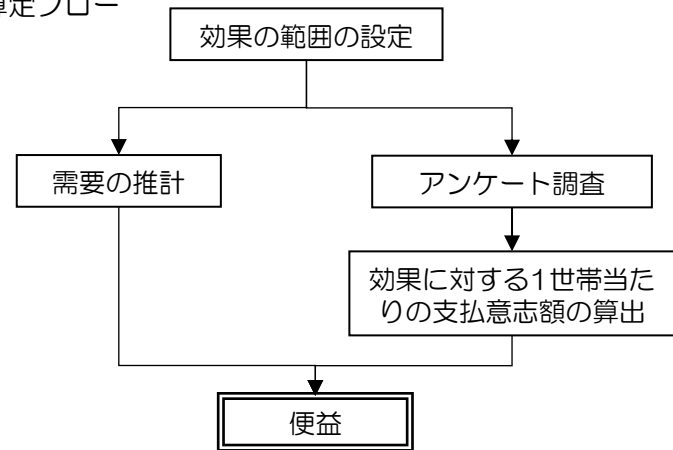 算定フロー
効果の範囲の設定
需要の推計
アンケート調査
効果に対する1世帯当た
りの支払意志額の算出
便益